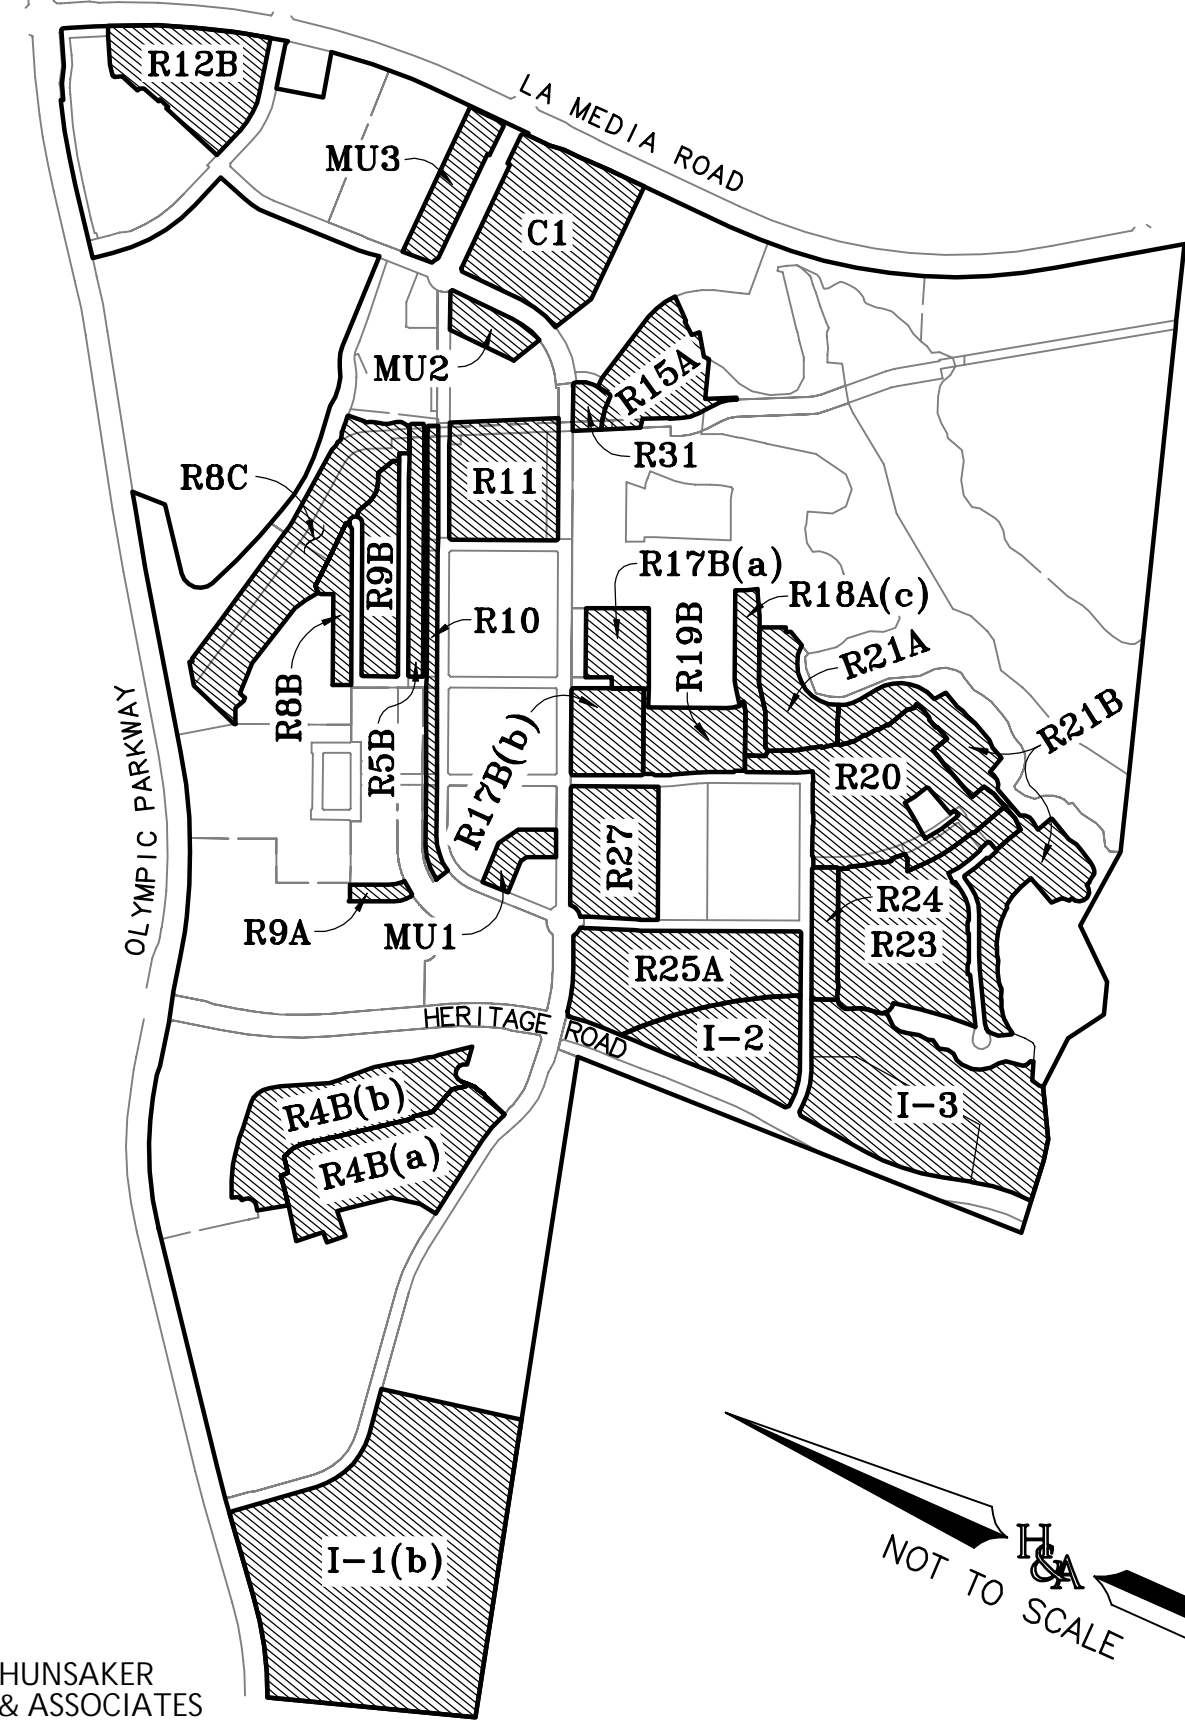 R12B
LA MEDIA ROAD
MU3
C1
MU2
R15A
R31
R8C
R11
R9B
R17B(a)
R18A(c)
R10
R19B
R21A
R8B
R21B
OLYMPIC PARKWAY
R5B
R17B(b)
R20
R27
R24
R9A
MU1
R23
R25A
HERITAGE ROAD
I-2
R4B(b)
I-3
R4B(a)
I-1(b)
H&A
NOT TO SCALE
HUNSAKER
& ASSOCIATES